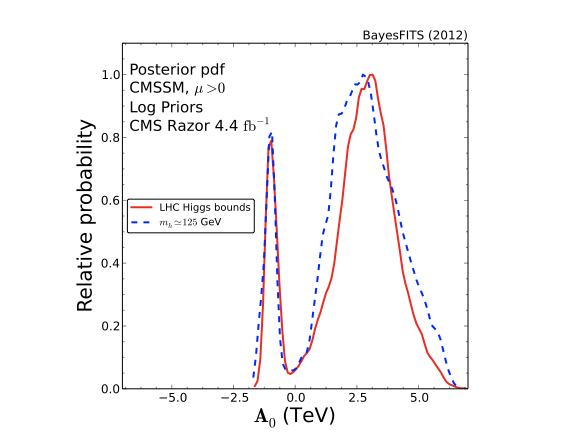 BayesFITS (2012)
Posterior pdf
CMSSM, μ>0
Log Priors
CMS Razor 4.4 fb⁻¹
LHC Higgs bounds
m_h≃125 GeV
Relative probability
1.0
0.8
0.6
0.4
0.2
0.0
−5.0 −2.5 0.0 2.5 5.0
A₀ (TeV)